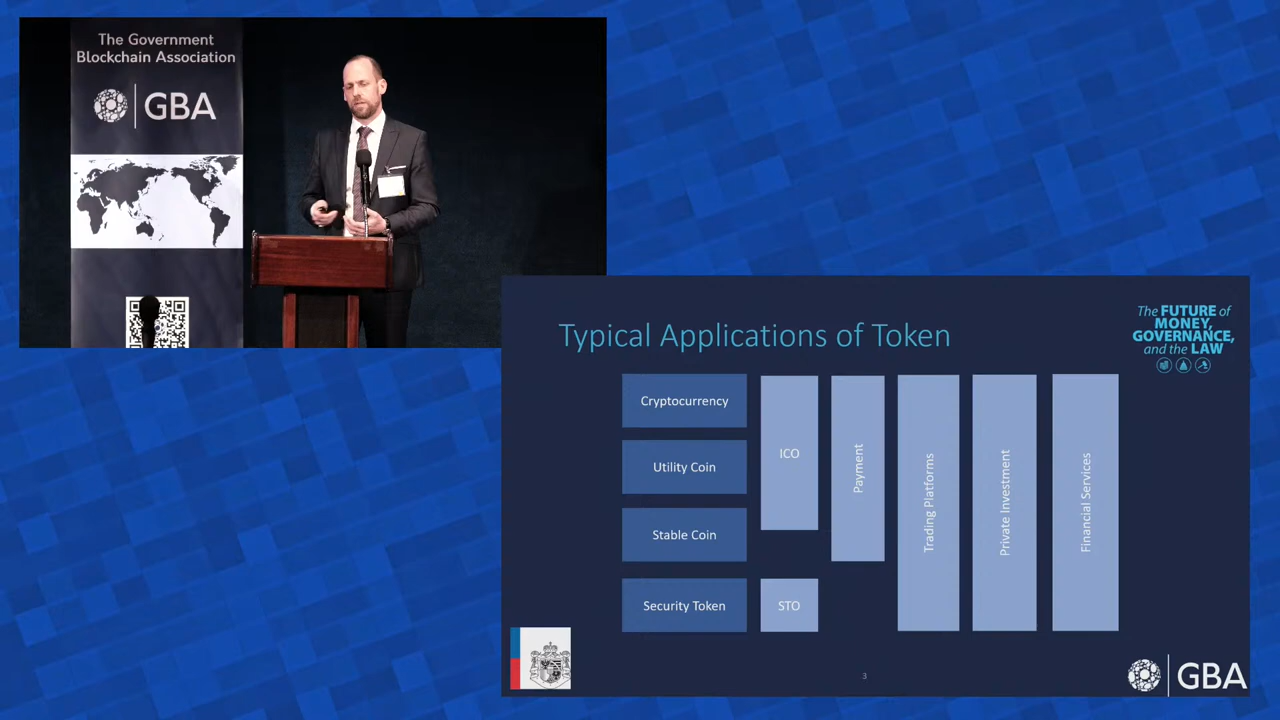 The Government
Blockchain Association
GBA
Typical Applications of Token
The FUTURE of
MONEY,
GOVERNANCE,
and the LAW
Cryptocurrency
Utility Coin
Stable Coin
Security Token
ICO
STO
Payment
Trading Platforms
Private Investment
Financial Services
3
GBA